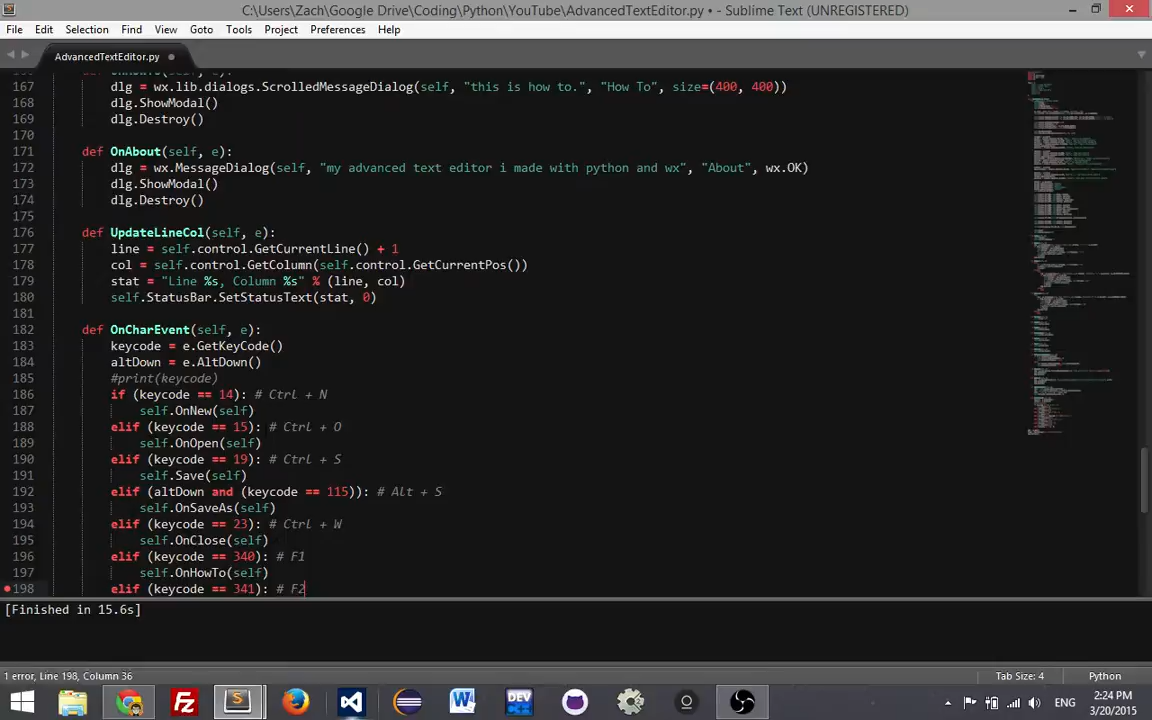 C:\Users\Zach\Google Drive\Coding\Python\YouTube\AdvancedTextEditor.py • - Sublime Text (UNREGISTERED)
File Edit Selection Find View Goto Tools Project Preferences Help
AdvancedTextEditor.py
167 dlg = wx.lib.dialogs.ScrolledMessageDialog(self, "this is how to.", "How To", size=(400, 400))
168 dlg.ShowModal()
169 dlg.Destroy()
170
171 def OnAbout(self, e):
172 dlg = wx.MessageDialog(self, "my advanced text editor i made with python and wx", "About", wx.OK)
173 dlg.ShowModal()
174 dlg.Destroy()
175
176 def UpdateLineCol(self, e):
177 line = self.control.GetCurrentLine() + 1
178 col = self.control.GetColumn(self.control.GetCurrentPos())
179 stat = "Line %s, Column %s" % (line, col)
180 self.StatusBar.SetStatusText(stat, 0)
181
182 def OnCharEvent(self, e):
183 keycode = e.GetKeyCode()
184 altDown = e.AltDown()
185 #print(keycode)
186 if (keycode == 14): # Ctrl + N
187 self.OnNew(self)
188 elif (keycode == 15): # Ctrl + O
189 self.OnOpen(self)
190 elif (keycode == 19): # Ctrl + S
191 self.Save(self)
192 elif (altDown and (keycode == 115)): # Alt + S
193 self.OnSaveAs(self)
194 elif (keycode == 23): # Ctrl + W
195 self.OnClose(self)
196 elif (keycode == 340): # F1
197 self.OnHowTo(self)
198 elif (keycode == 341): # F2
[Finished in 15.6s]
1 error, Line 198, Column 36 Tab Size: 4 Python
DEV C++
ENG
2:24 PM
3/20/2015